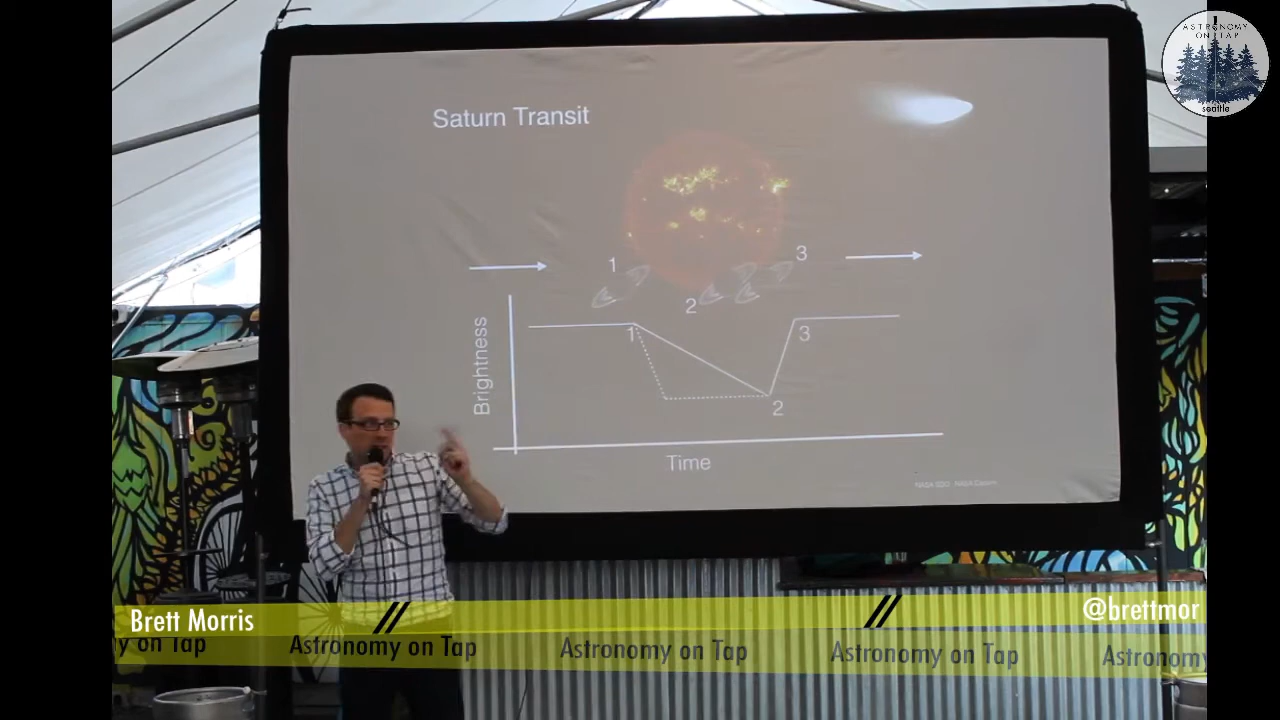 ASTRONOMY
ON TAP
seattle
Saturn Transit
1
3
2
1
3
2
Brightness
Time
Brett Morris
@brettmor
y on Tap
Astronomy on Tap
Astronomy on Tap
Astronomy on Tap
Astronomy